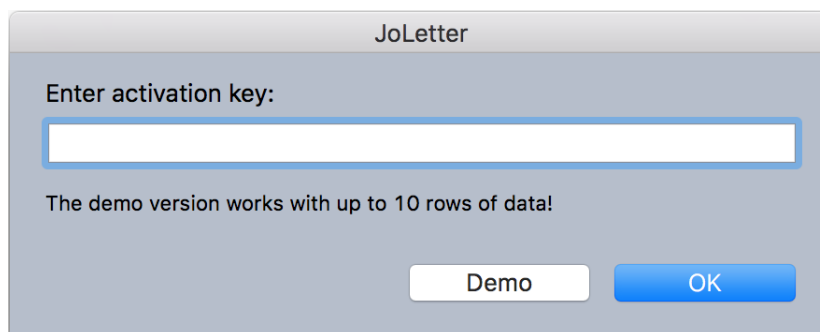 JoLetter
Enter activation key:
The demo version works with up to 10 rows of data!
Demo
OK